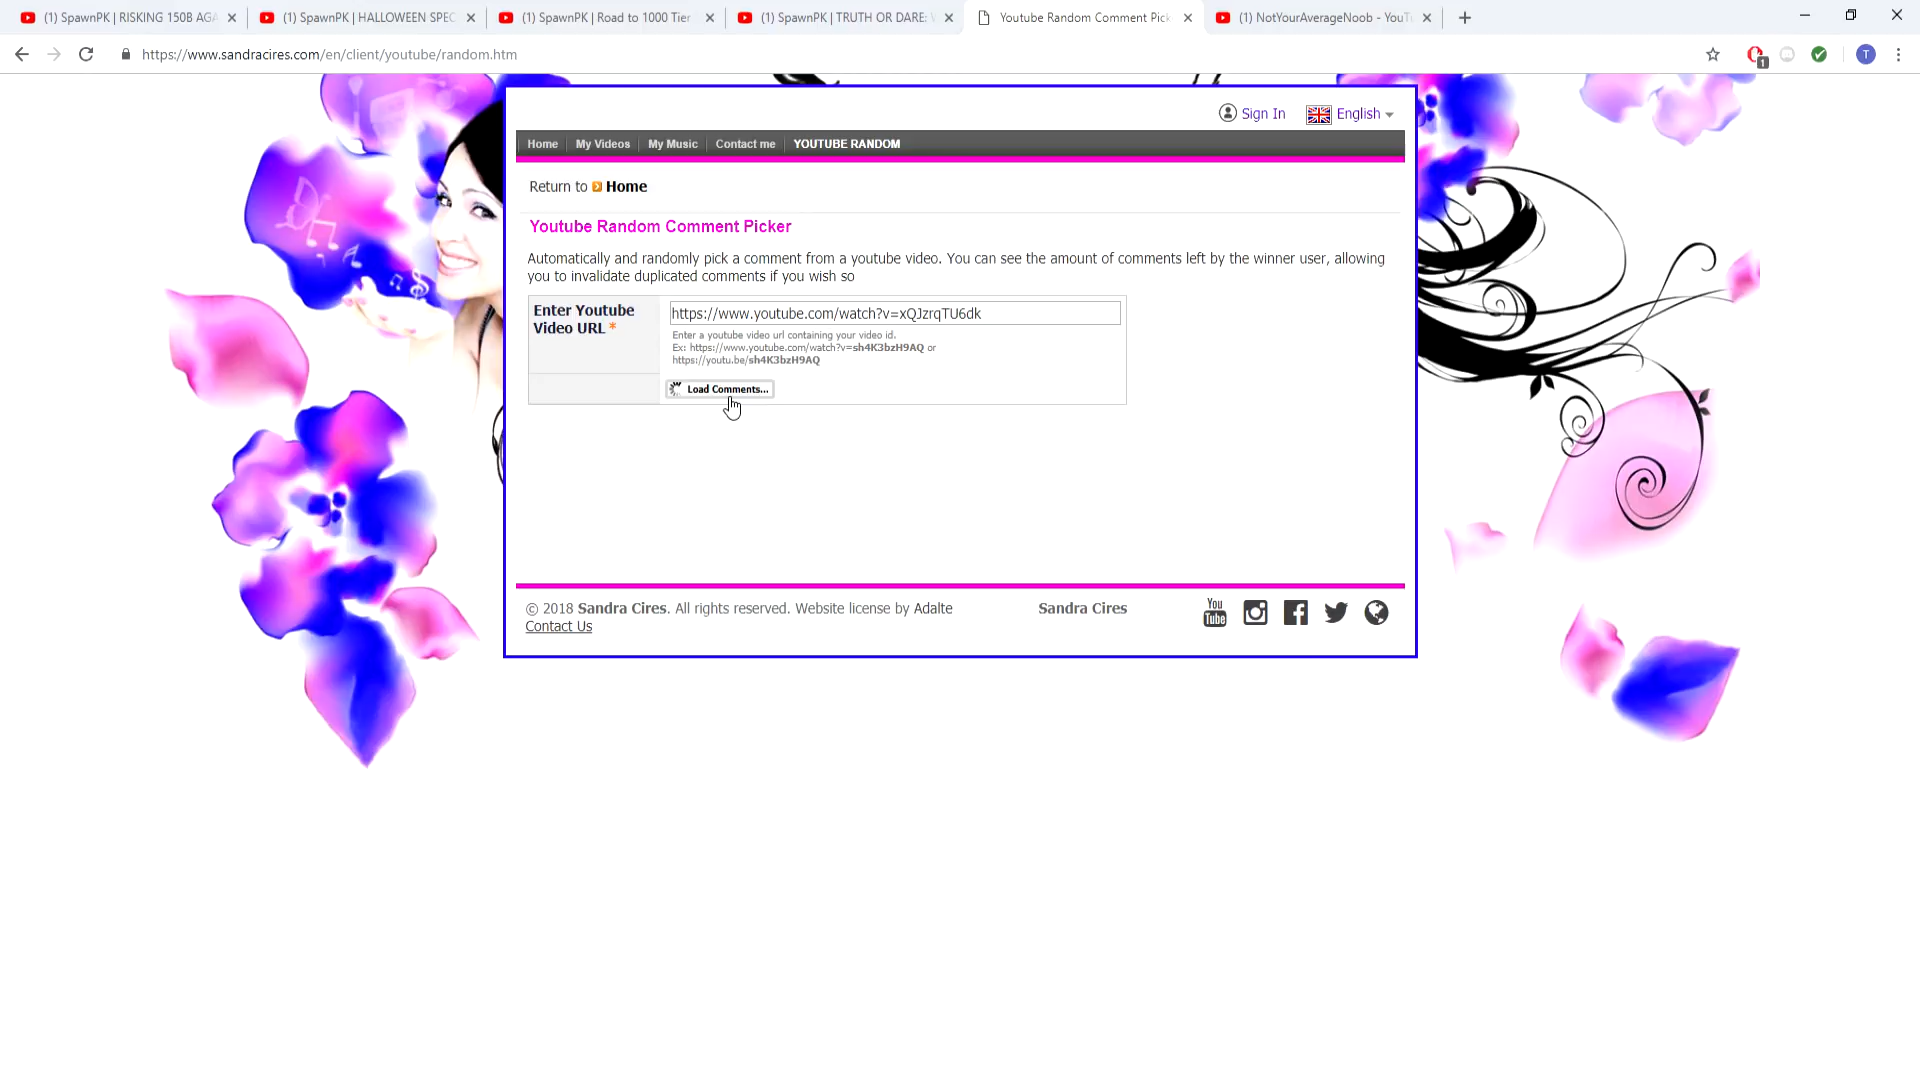 (1) SpawnPK | RISKING 150B AGA
(1) SpawnPK | HALLOWEEN SPEC
(1) SpawnPK | Road to 1000 Tier
(1) SpawnPK | TRUTH OR DARE:
Youtube Random Comment Pick
(1) NotYourAverageNoob - YouTu
https://www.sandracires.com/en/client/youtube/random.htm
1
T
Sign In
English
Home
My Videos
My Music
Contact me
YOUTUBE RANDOM
Return to Home
Youtube Random Comment Picker
Automatically and randomly pick a comment from a youtube video. You can see the amount of comments left by the winner user, allowing
you to invalidate duplicated comments if you wish so
Enter Youtube
Video URL *
https://www.youtube.com/watch?v=xQJzrqTU6dk
Enter a youtube video url containing your video id.
Ex: https://www.youtube.com/watch?v=sh4K3bzH9AQ or
https://youtu.be/sh4K3bzH9AQ
Load Comments...
© 2018 Sandra Cires. All rights reserved. Website license by Adalte
Contact Us
Sandra Cires
You
Tube